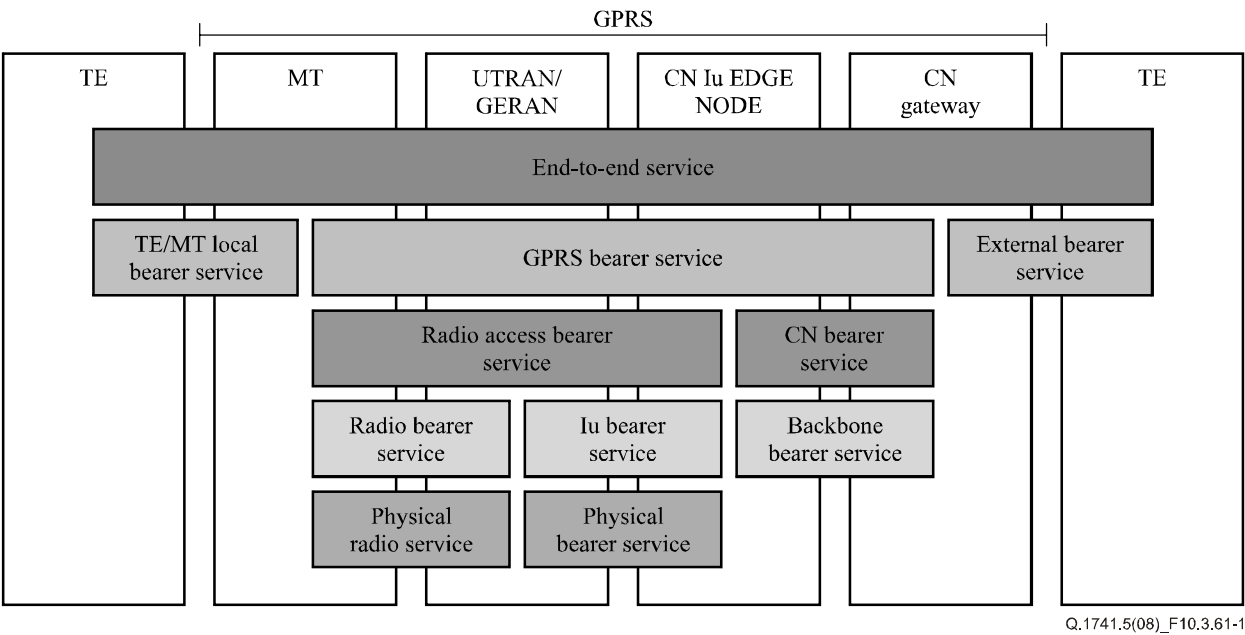 GPRS
TE
MT
UTRAN/
GERAN
CN Iu EDGE
NODE
CN
gateway
TE
End-to-end service
TE/MT local
bearer service
GPRS bearer service
External bearer
service
Radio access bearer
service
CN bearer
service
Radio bearer
service
Iu bearer
service
Backbone
bearer service
Physical
radio service
Physical
bearer service
Q.1741.5(08)_F10.3.61-1